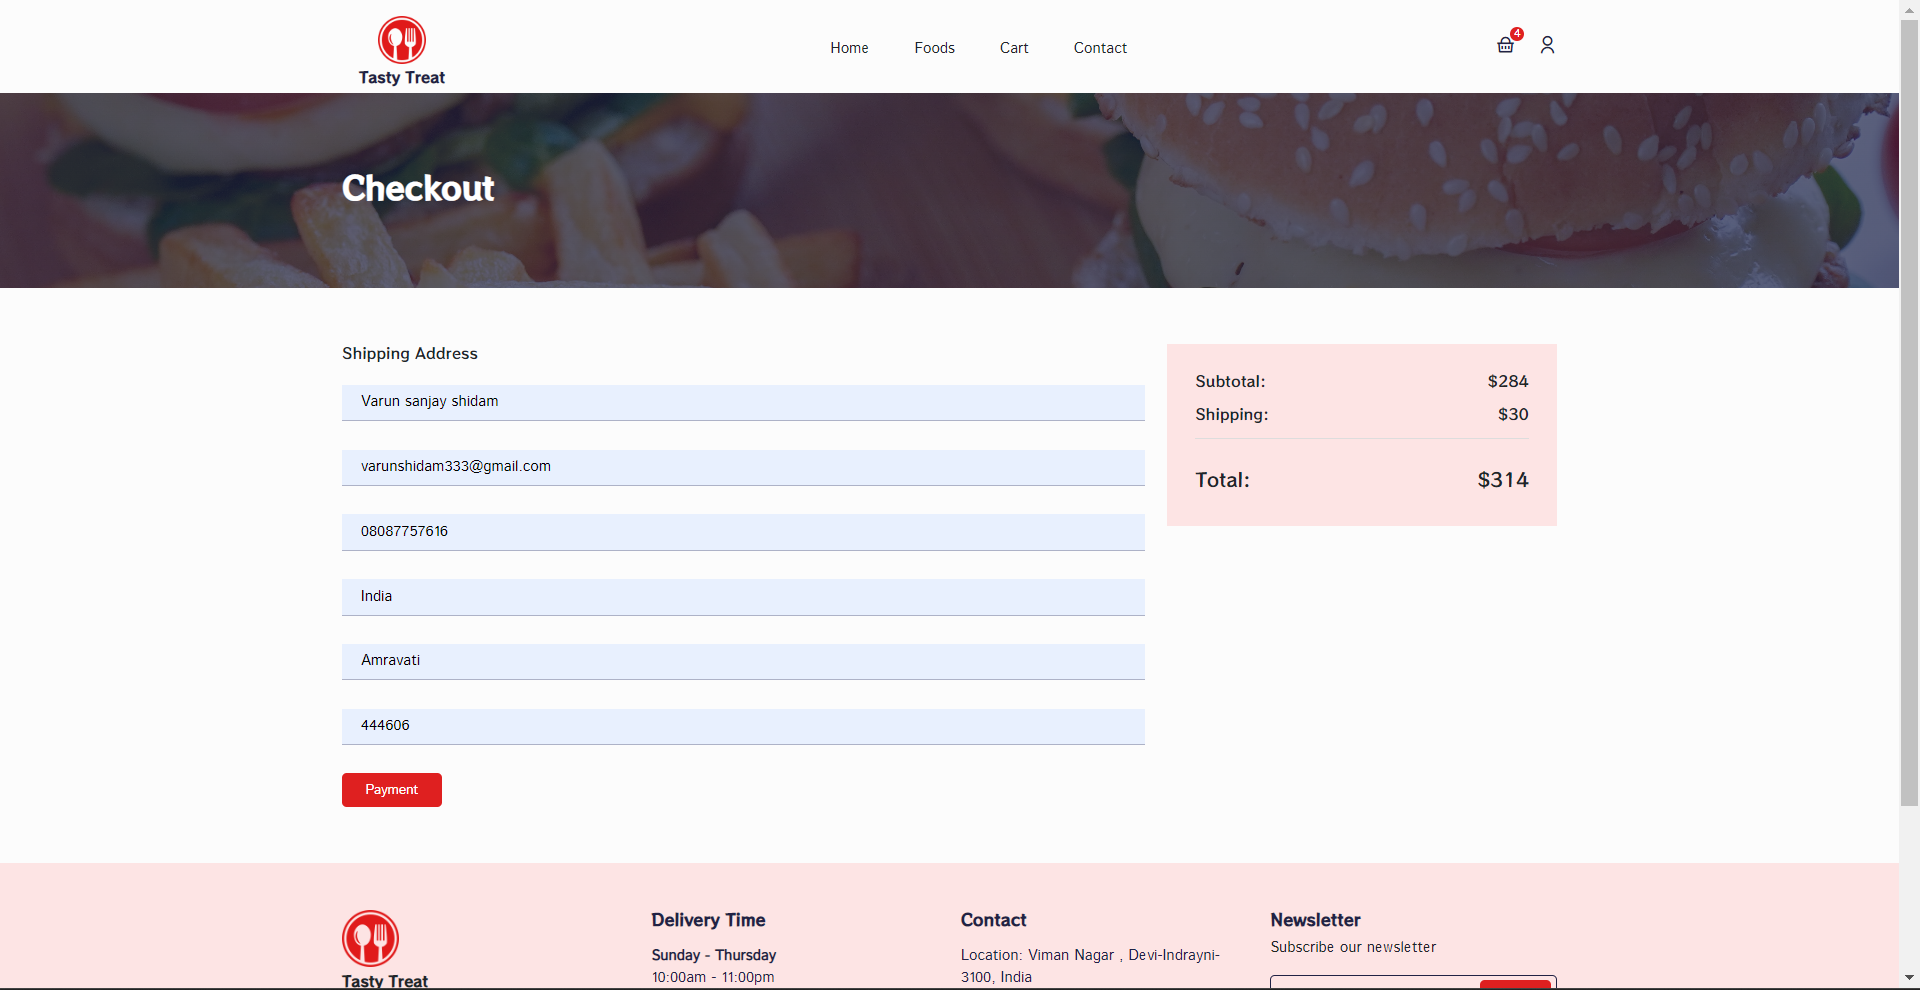 Tasty Treat
Home
Foods
Cart
Contact
4
Checkout
Shipping Address
Varun sanjay shidam
varunshidam333@gmail.com
08087757616
India
Amravati
444606
Payment
Subtotal: $284
Shipping: $30
Total: $314
Tasty Treat
Delivery Time
Sunday - Thursday
10:00am - 11:00pm
Contact
Location: Viman Nagar , Devi-Indrayni-
3100, India
Newsletter
Subscribe our newsletter